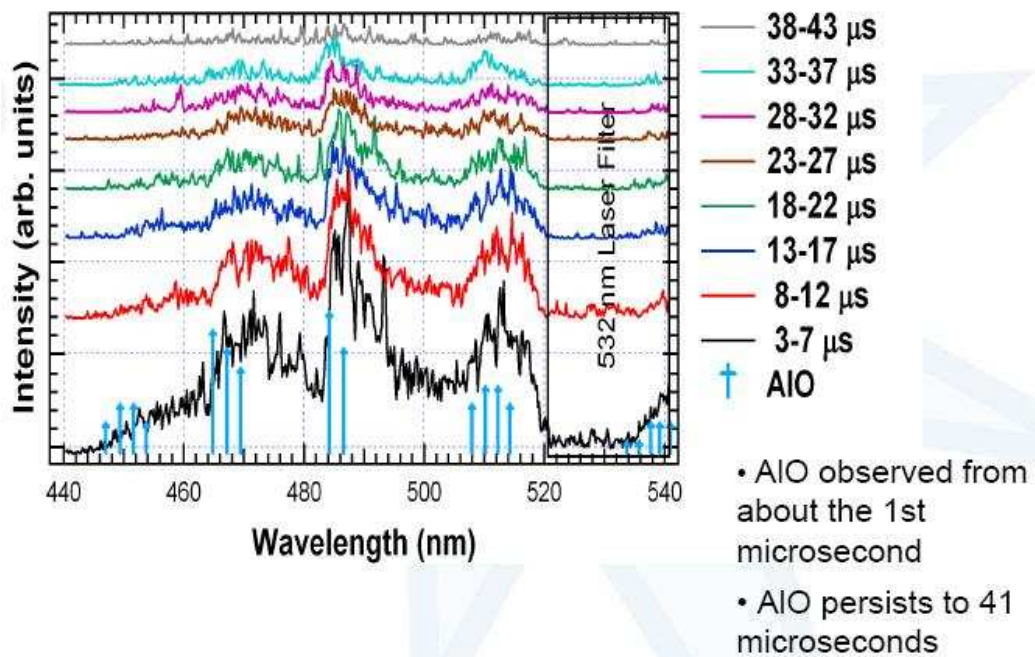 Intensity (arb. units)
532 nm Laser Filter
440
460
480
500
520
540
Wavelength (nm)
38-43 µs
33-37 µs
28-32 µs
23-27 µs
18-22 µs
13-17 µs
8-12 µs
3-7 µs
AlO
• AlO observed from
about the 1st
microsecond
• AlO persists to 41
microseconds